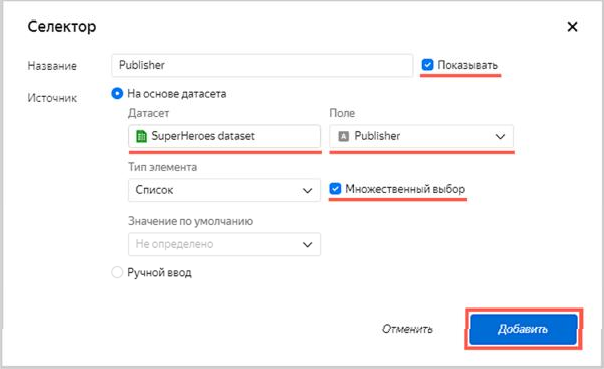 Селектор
Название Publisher Показывать
Источник На основе датасета
Датасет Поле
SuperHeroes dataset A Publisher
Тип элемента
Список Множественный выбор
Значение по умолчанию
Не определено
Ручной ввод
Отменить Добавить